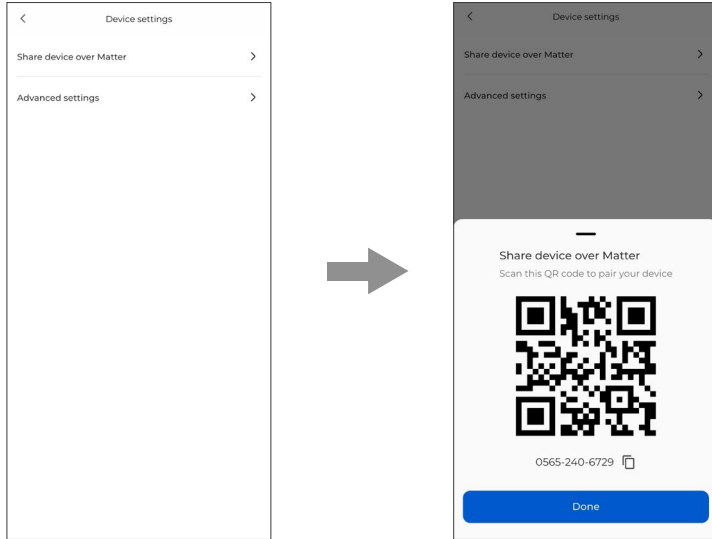 Device settings
Share device over Matter
Advanced settings
Device settings
Share device over Matter
Advanced settings
Share device over Matter
Scan this QR code to pair your device
0565-240-6729
Done